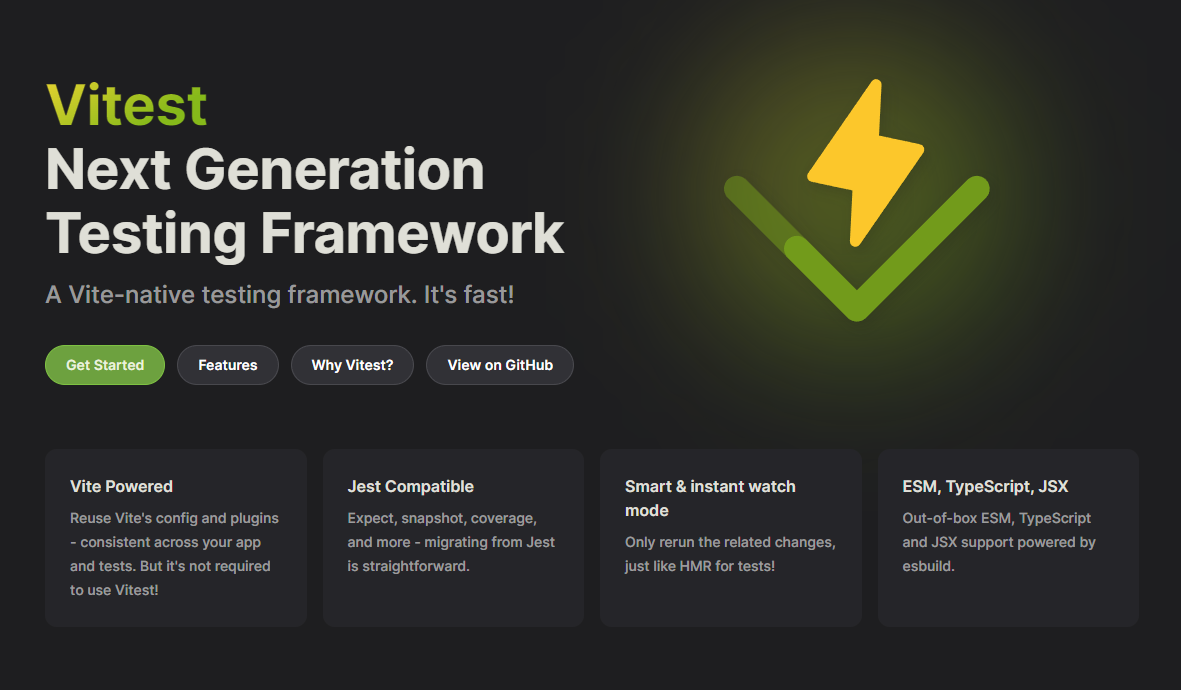 Vitest
Next Generation
Testing Framework
A Vite-native testing framework. It's fast!
Get Started
Features
Why Vitest?
View on GitHub
Vite Powered
Reuse Vite's config and plugins
- consistent across your app
and tests. But it's not required
to use Vitest!
Jest Compatible
Expect, snapshot, coverage,
and more - migrating from Jest
is straightforward.
Smart & instant watch
mode
Only rerun the related changes,
just like HMR for tests!
ESM, TypeScript, JSX
Out-of-box ESM, TypeScript
and JSX support powered by
esbuild.